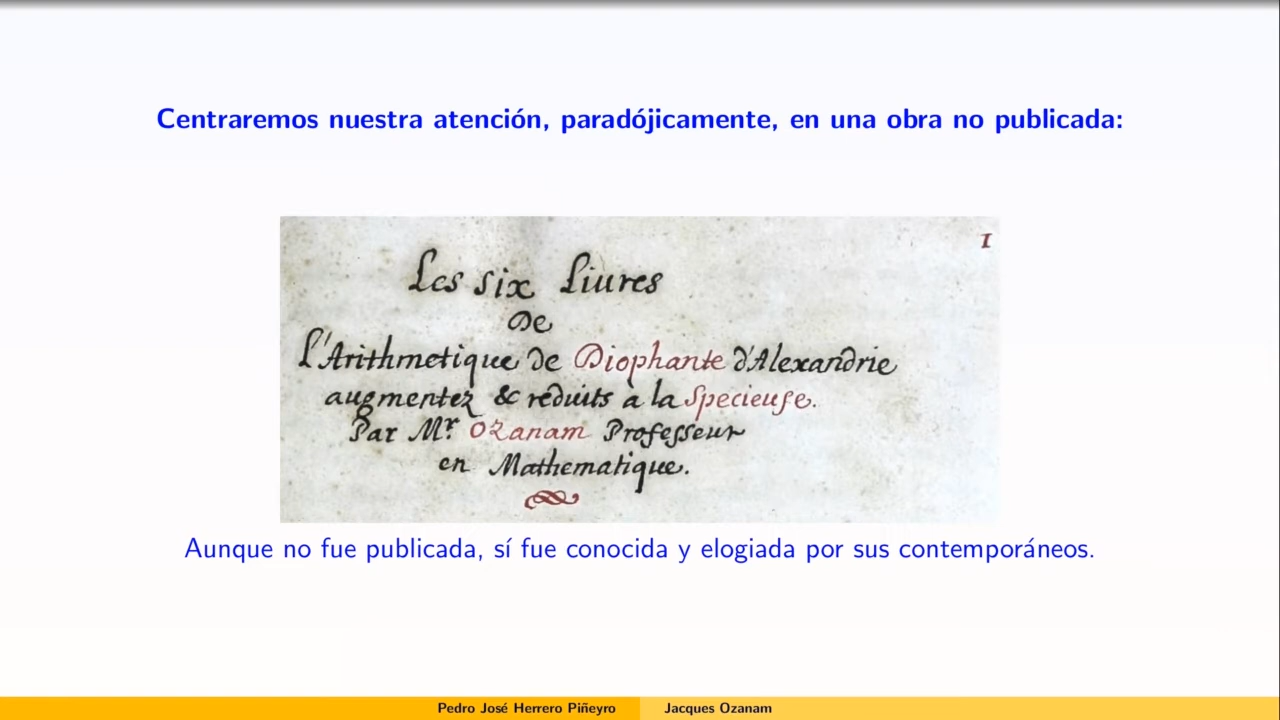 Centraremos nuestra atención, paradójicamente, en una obra no publicada:
1
Les six Liures
De
L'Arithmetique de Diophante d'Alexandrie
augmentez & réduits à la Specieuse.
Par Mr. Ozanam Professeur
en Mathematique.
Aunque no fue publicada, sí fue conocida y elogiada por sus contemporáneos.
Pedro José Herrero Piñeyro Jacques Ozanam